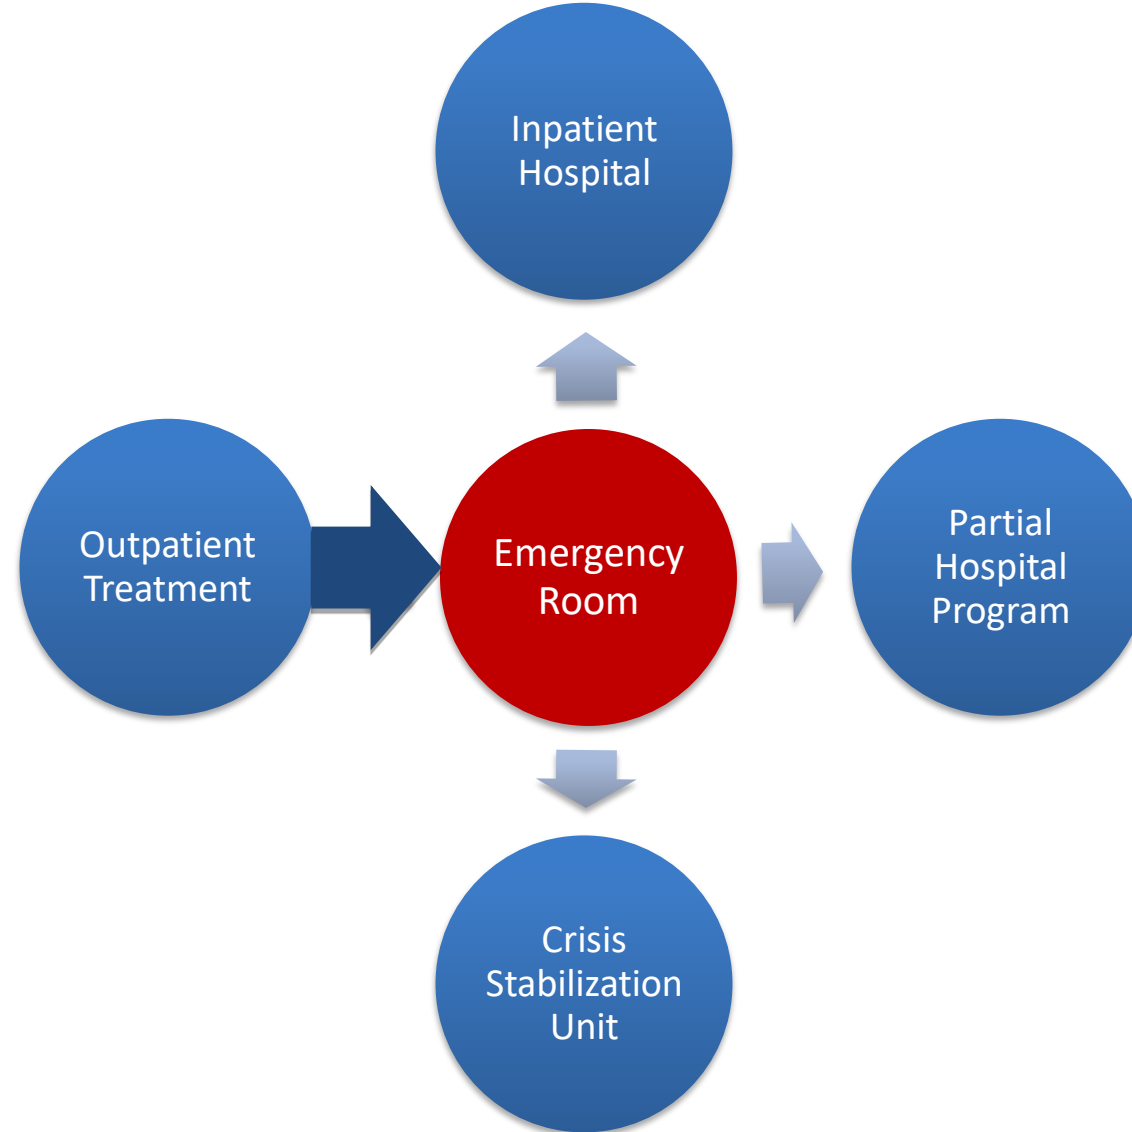 Inpatient
Hospital
Outpatient
Treatment
Emergency
Room
Partial
Hospital
Program
Crisis
Stabilization
Unit